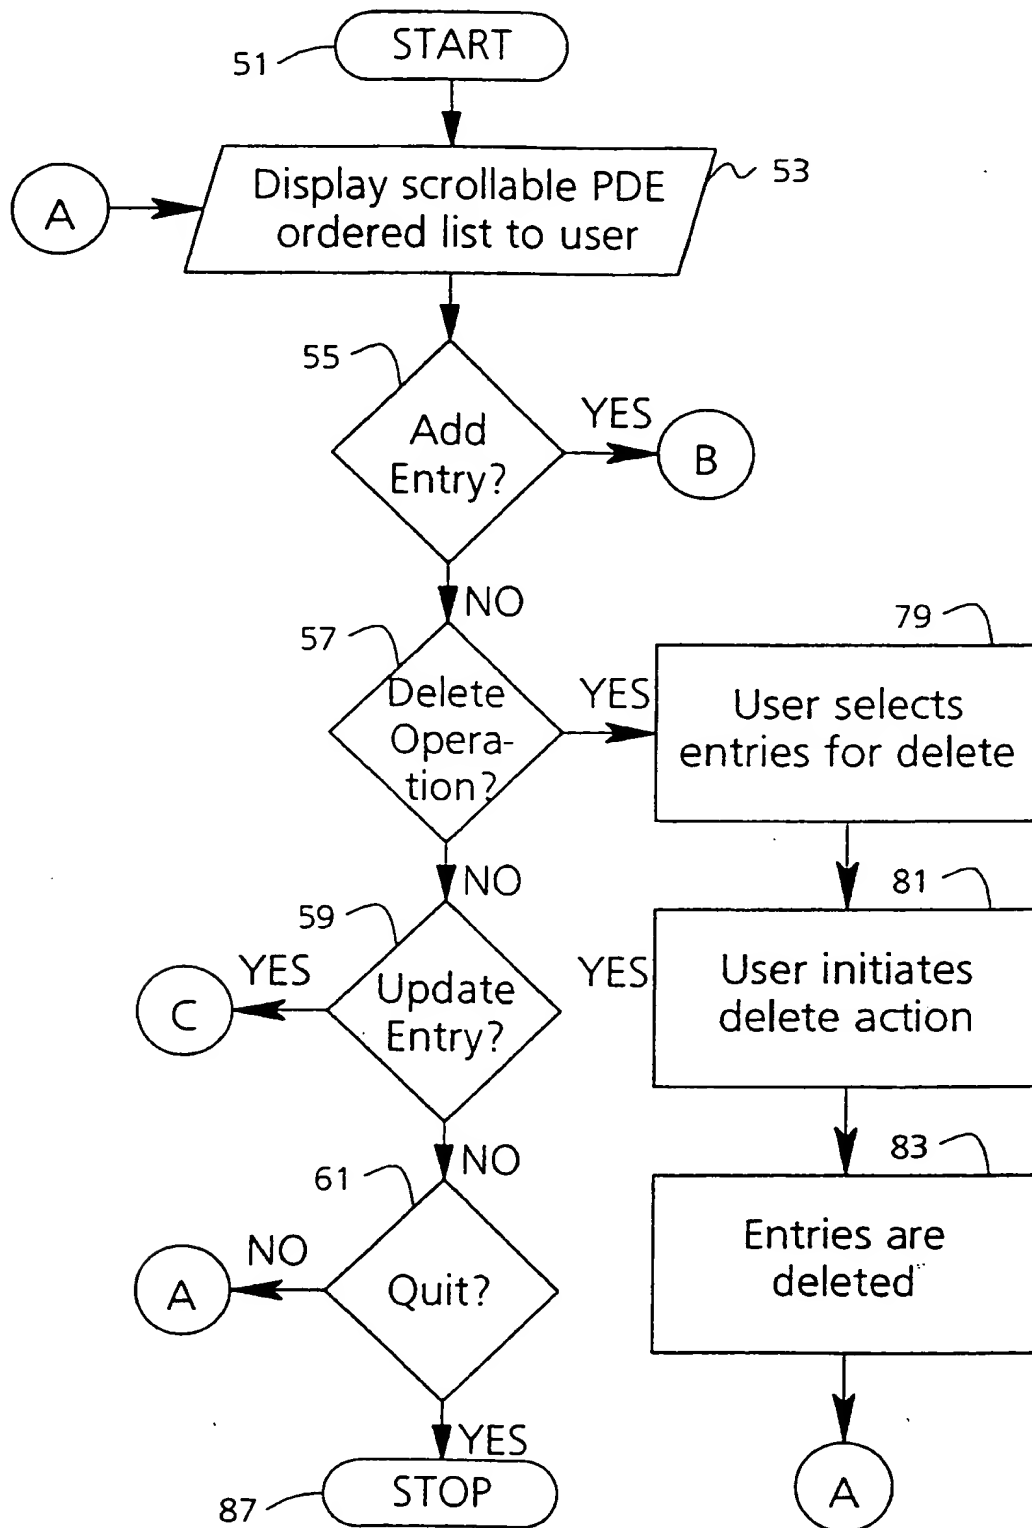 START
51
Display scrollable PDE
ordered list to user
53
A
55
Add
Entry?
YES
B
NO
57
Delete
Opera-
tion?
YES
79
User selects
entries for delete
NO
81
59
Update
Entry?
YES
C
YES
User initiates
delete action
NO
83
61
Quit?
NO
A
Entries are
deleted
YES
STOP
87
A